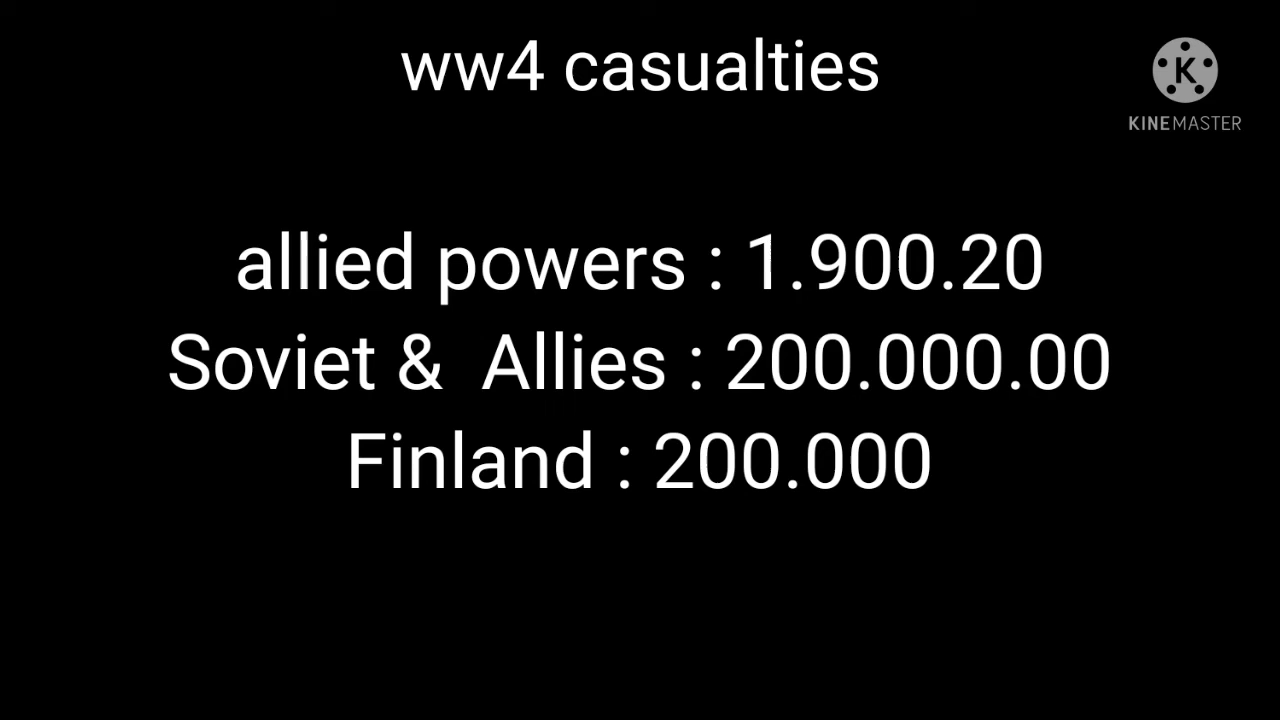 ww4 casualties
KINEMASTER
allied powers : 1.900.20
Soviet &  Allies : 200.000.00
Finland : 200.000